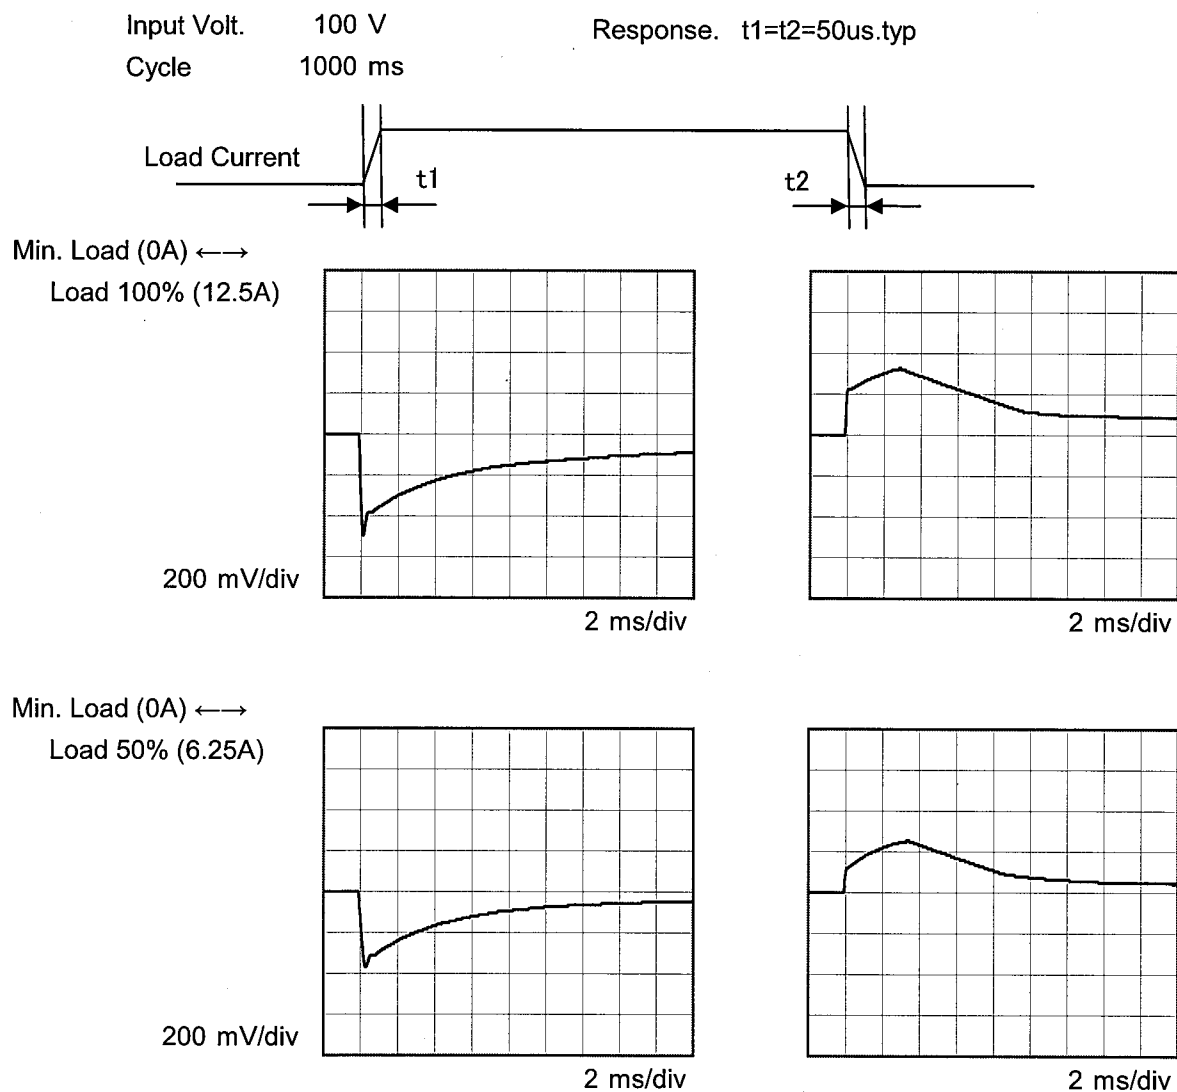 Input Volt. 100 V Response. t1=t2=50us.typ
Cycle 1000 ms
Load Current
t1
t2
Min. Load (0A) ←→
Load 100% (12.5A)
200 mV/div
2 ms/div
2 ms/div
Min. Load (0A) ←→
Load 50% (6.25A)
200 mV/div
2 ms/div
2 ms/div